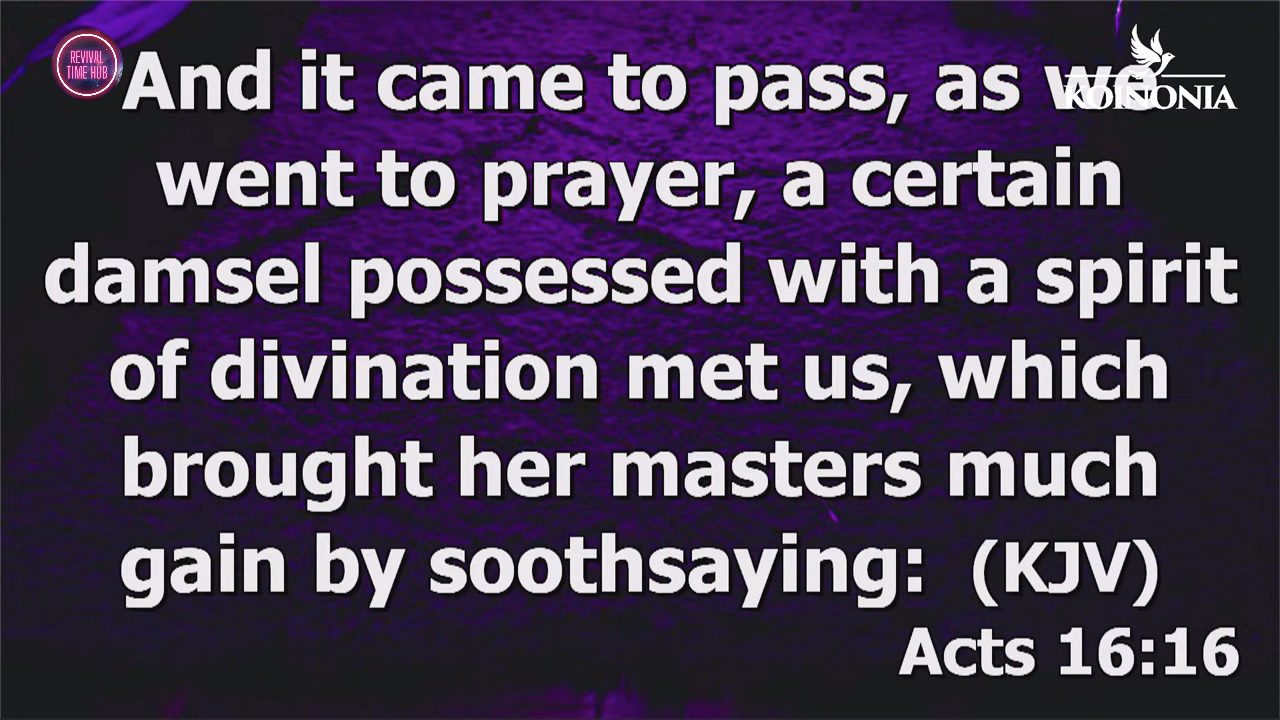 REVIVAL
TIME HUB
KOINONIA
And it came to pass, as we
went to prayer, a certain
damsel possessed with a spirit
of divination met us, which
brought her masters much
gain by soothsaying: (KJV)
Acts 16:16